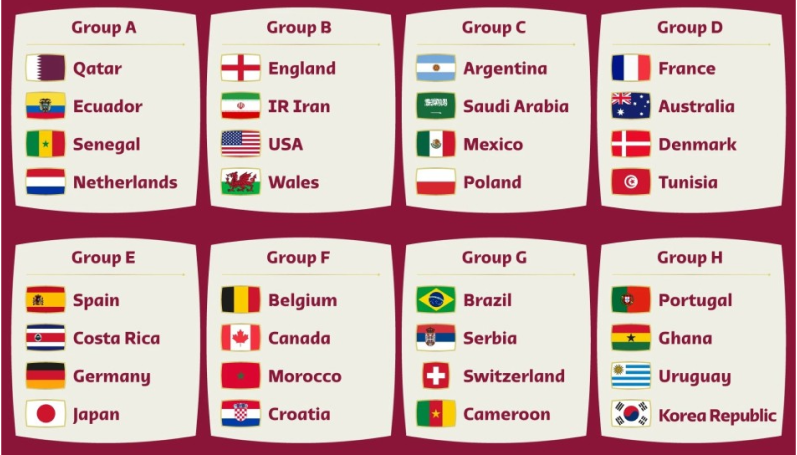 Group A
Qatar
Ecuador
Senegal
Netherlands
Group B
England
IR Iran
USA
Wales
Group C
Argentina
Saudi Arabia
Mexico
Poland
Group D
France
Australia
Denmark
Tunisia
Group E
Spain
Costa Rica
Germany
Japan
Group F
Belgium
Canada
Morocco
Croatia
Group G
Brazil
Serbia
Switzerland
Cameroon
Group H
Portugal
Ghana
Uruguay
Korea Republic